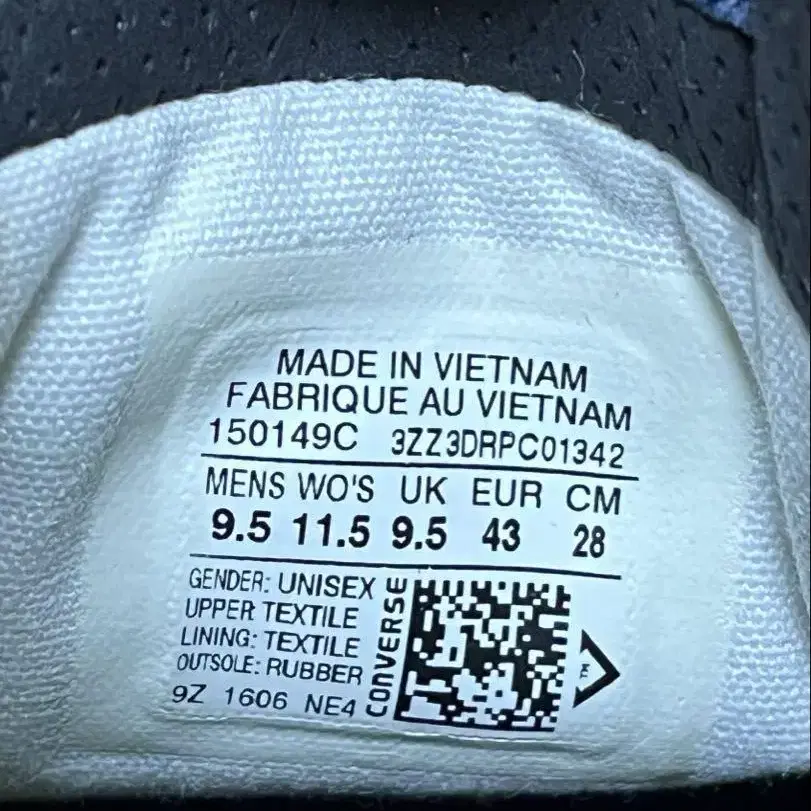 MADE IN VIETNAM
FABRIQUE AU VIETNAM
150149C 3ZZ3DRPC01342
MENS WO'S UK EUR CM
9.5 11.5 9.5 43 28
GENDER: UNISEX
UPPER: TEXTILE
LINING: TEXTILE
OUTSOLE: RUBBER
9Z 1606 NE4
CONVERSE